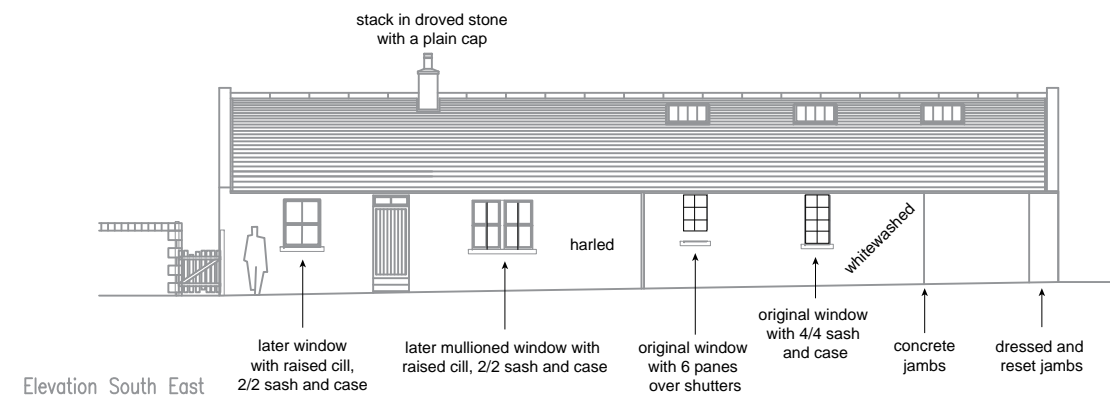 stack in droved stone
with a plain cap
harled
whitewashed
later window
with raised cill,
2/2 sash and case
later mullioned window with
raised cill, 2/2 sash and case
original window
with 6 panes
over shutters
original window
with 4/4 sash
and case
concrete
jambs
dressed and
reset jambs
Elevation South East